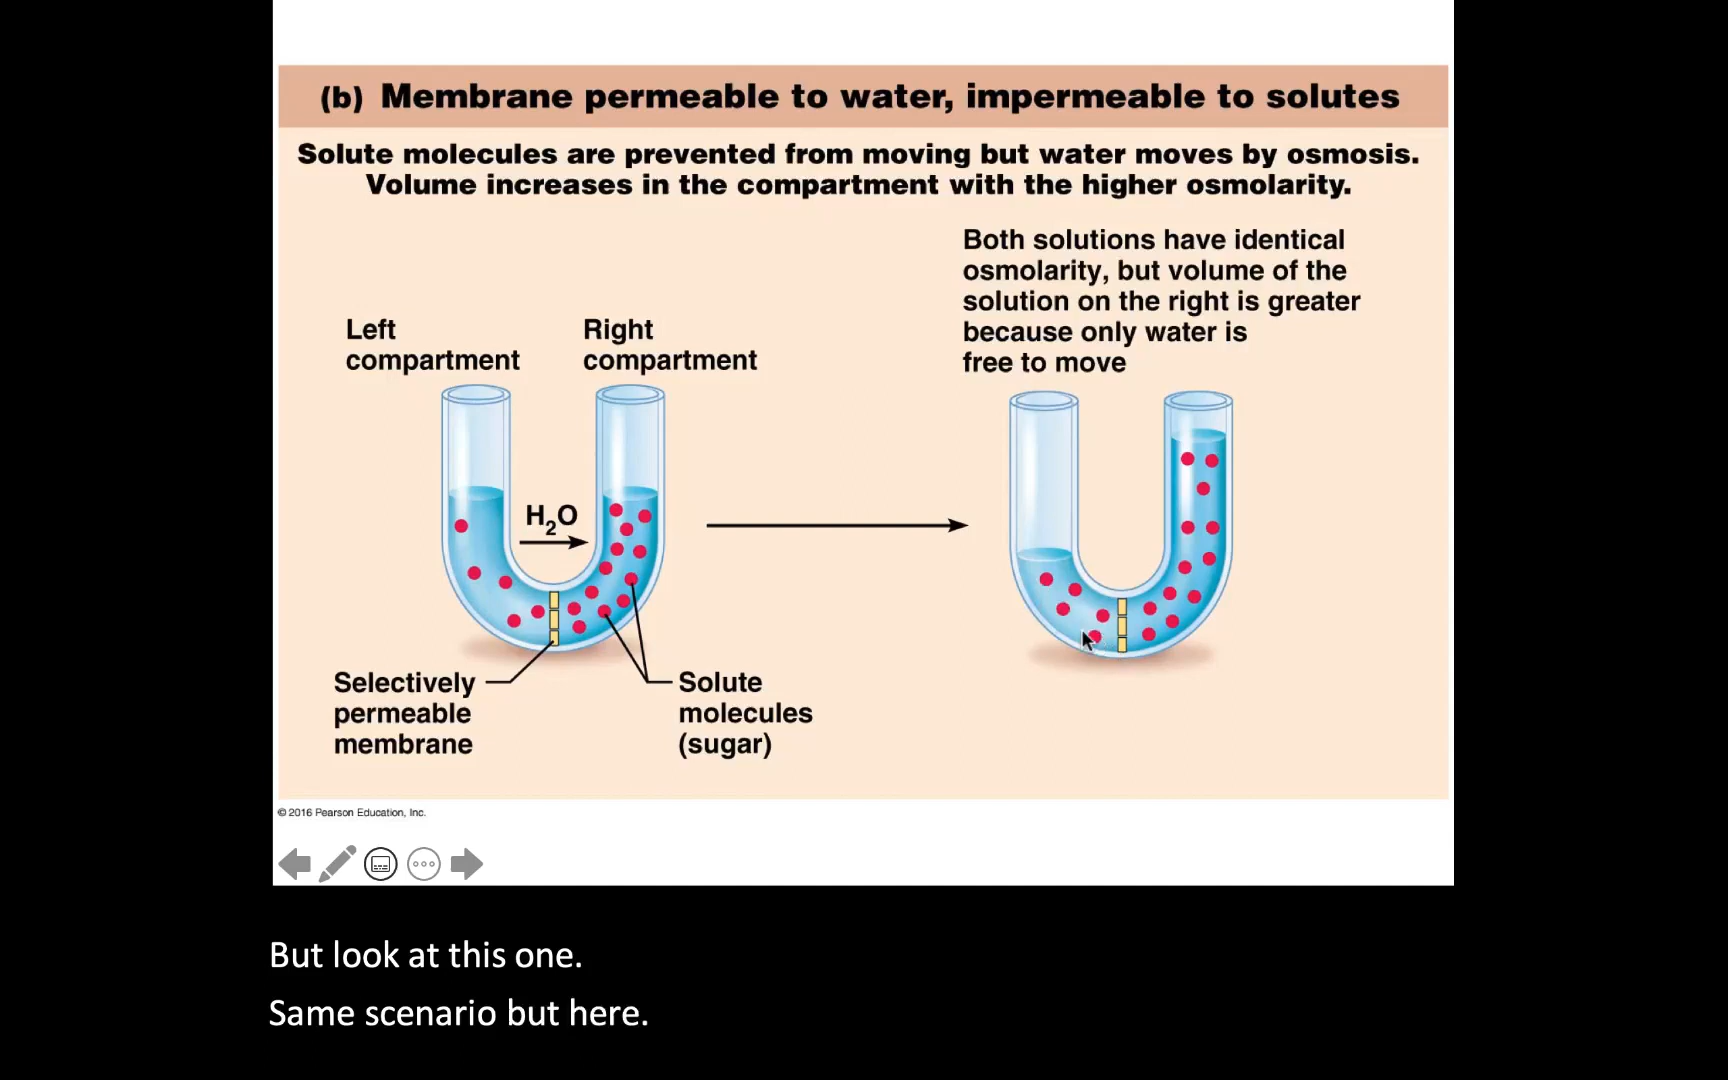 (b) Membrane permeable to water, impermeable to solutes
Solute molecules are prevented from moving but water moves by osmosis.
Volume increases in the compartment with the higher osmolarity.
Both solutions have identical
osmolarity, but volume of the
solution on the right is greater
because only water is
free to move
Left
compartment
Right
compartment
H2O
Selectively
permeable
membrane
Solute
molecules
(sugar)
© 2016 Pearson Education, Inc.
But look at this one.
Same scenario but here.